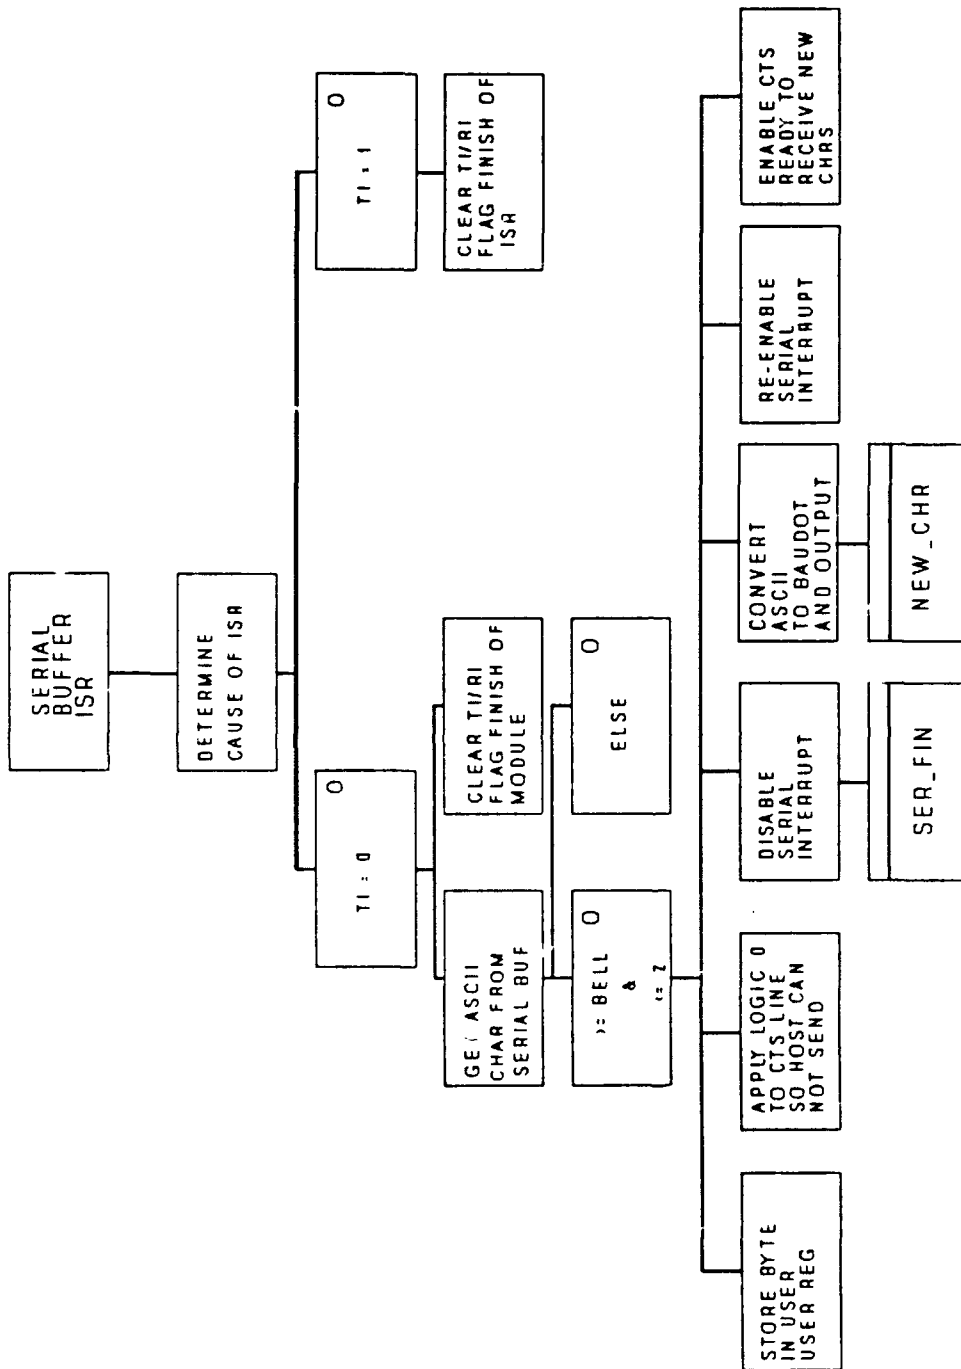 SERIAL
BUFFER
ISR
DETERMINE
CAUSE OF ISR
TI = 0
O
TI = 1
O
GET ASCII
CHAR FROM
SERIAL BUF
CLEAR TI/RI
FLAG FINISH OF
MODULE
CLEAR TI/RI
FLAG FINISH OF
ISR
>= BELL
&
<= Z
O
ELSE
O
STORE BYTE
IN USER
USER REG
APPLY LOGIC 0
TO CTS LINE
SO HOST CAN
NOT SEND
DISABLE
SERIAL
INTERRUPT
CONVERT
ASCII
TO BAUDOT
AND OUTPUT
RE-ENABLE
SERIAL
INTERRUPT
ENABLE CTS
READY TO
RECEIVE NEW
CHRS
SER_FIN
NEW_CHR